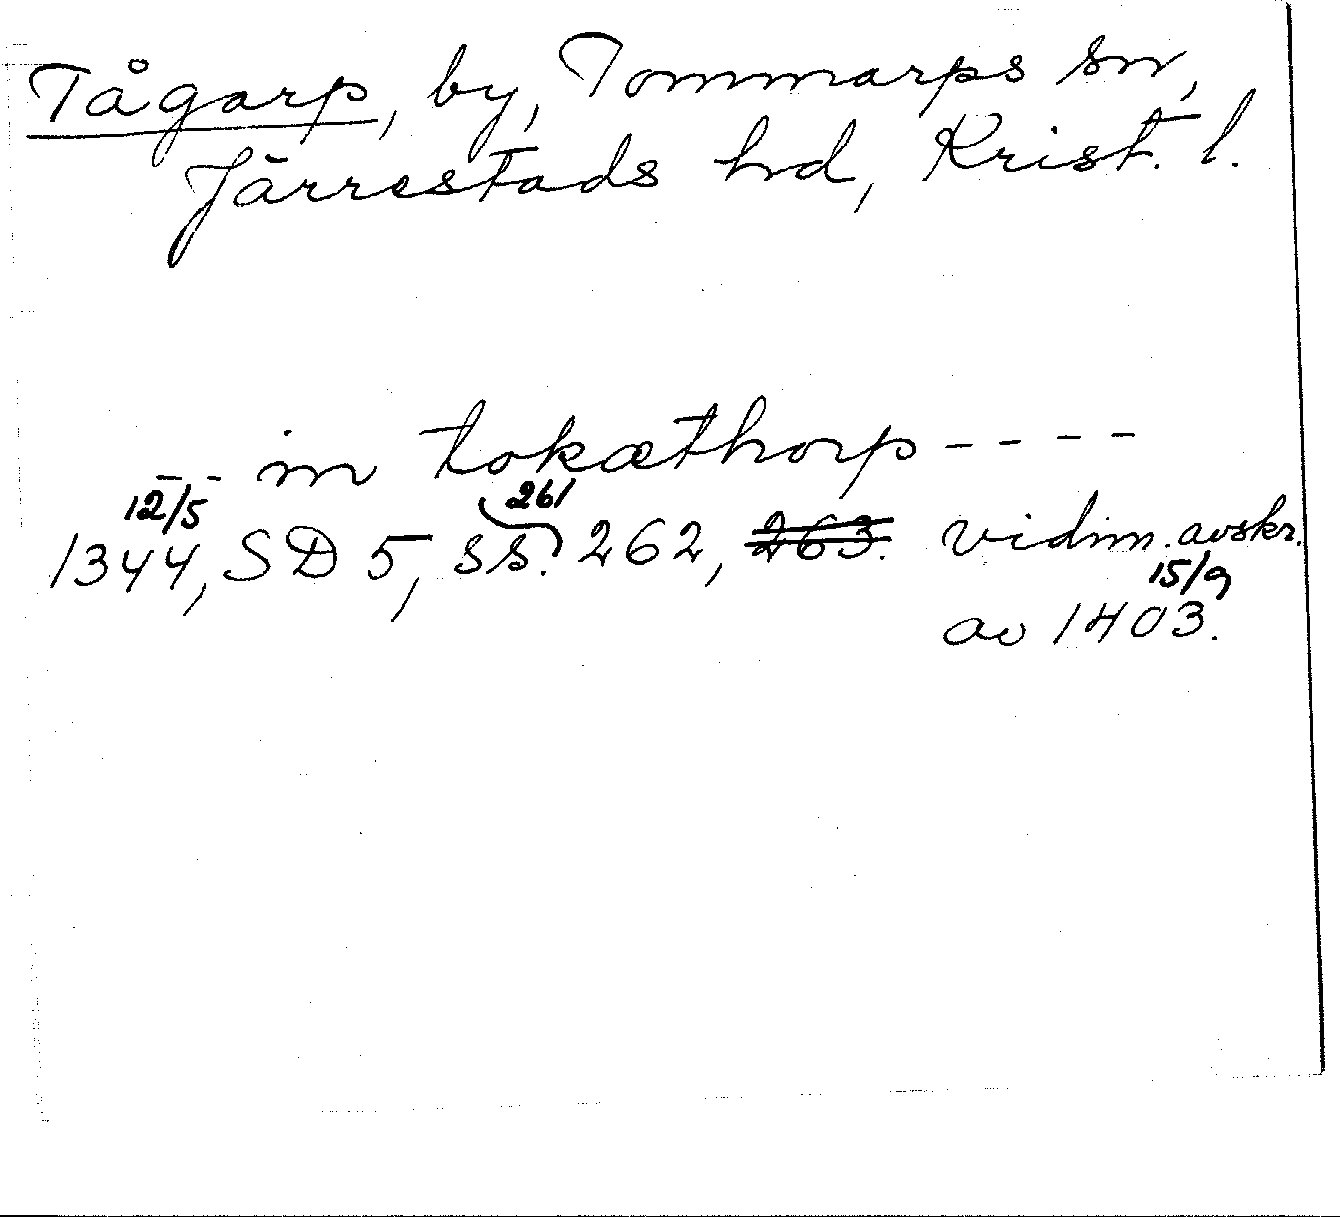 Tågarp, by, Tommarps sn,
Järrestads hd, Krist. l.
-- in tokæthorp ----
12/5 261
1344, SD 5, ss. 262, 263. vidim. avskr.
15/9
av 1403.